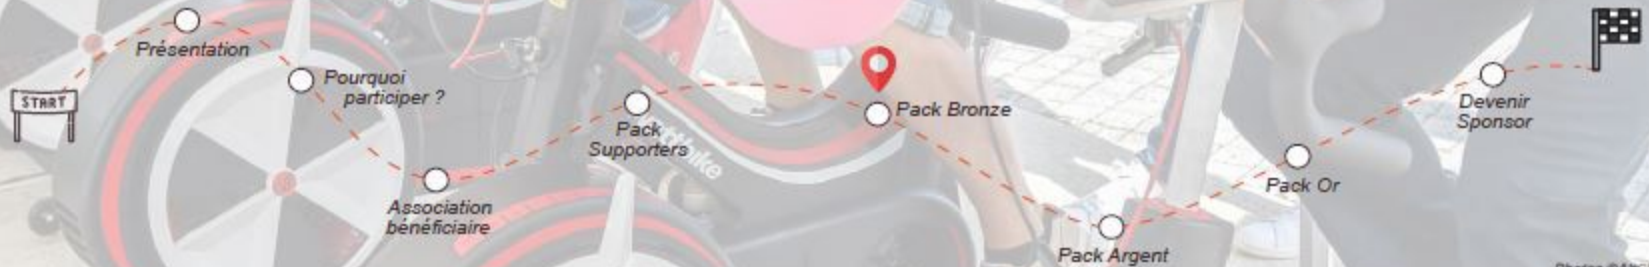 START
Présentation
Pourquoi
participer ?
Association
bénéficiaire
Pack
Supporters
Pack Bronze
Pack Argent
Pack Or
Devenir
Sponsor